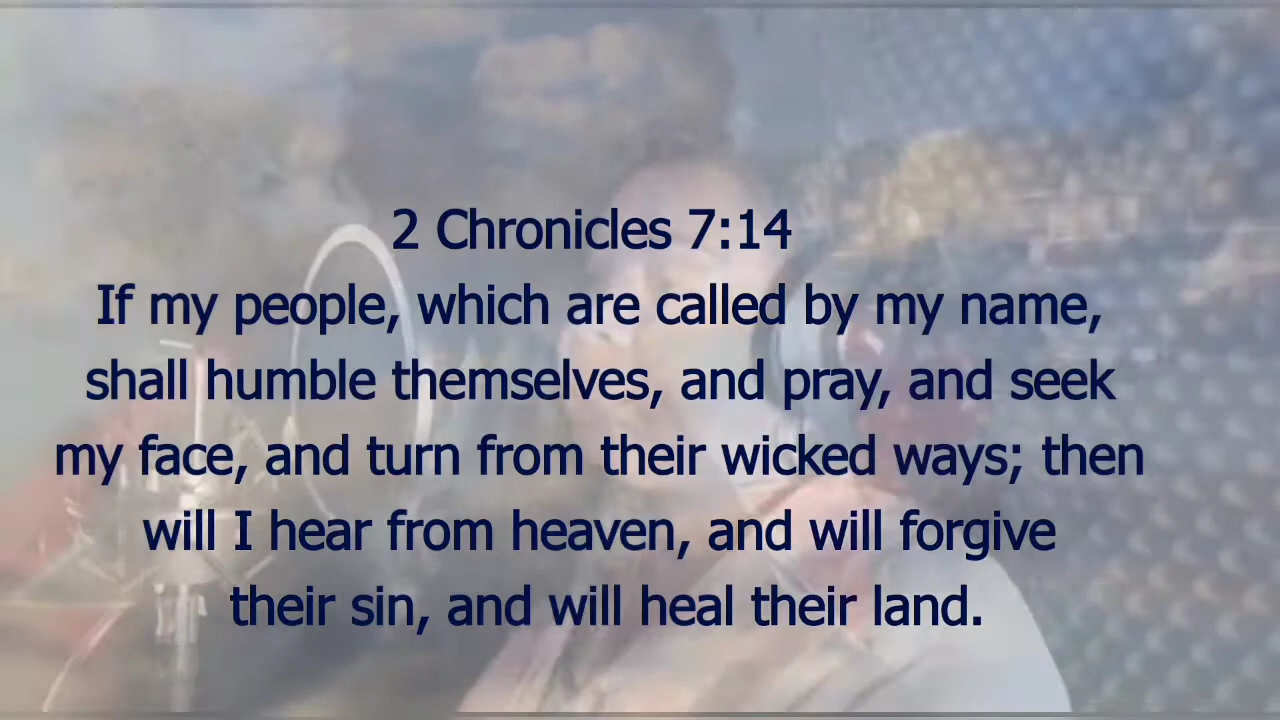 2 Chronicles 7:14
If my people, which are called by my name,
shall humble themselves, and pray, and seek
my face, and turn from their wicked ways; then
will I hear from heaven, and will forgive
their sin, and will heal their land.